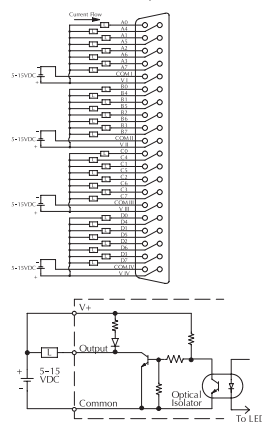 Current Flow
A0
A4
A1
A5
A2
A6
A3
A7
COM I
V I
5-15VDC
B0
B4
B1
B5
B2
B6
B3
B7
COM II
V II
5-15VDC
C0
C4
C1
C5
C2
C6
C3
C7
COM III
V III
5-15VDC
D0
D4
D1
D5
D2
D6
D3
D7
COM IV
V IV
5-15VDC
V+
L
Output
5-15
VDC
Common
Optical
Isolator
To LED